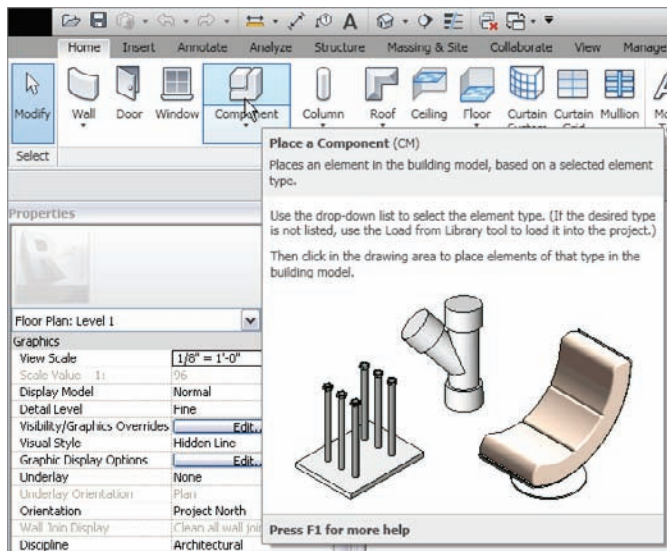 Home Insert Annotate Analyze Structure Massing & Site Collaborate View Manage
Modify Wall Door Window Component Column Roof Ceiling Floor Curtain Curtain Mullion
Select
Place a Component (CM)
Places an element in the building model, based on a selected element
type.
Use the drop-down list to select the element type. (If the desired type
is not listed, use the Load from Library tool to load it into the project.)
Then click in the drawing area to place elements of that type in the
building model.
Press F1 for more help
Properties
Floor Plan: Level 1
Graphics
View Scale 1/8" = 1'-0"
Scale Value 1: 96
Display Model Normal
Detail Level Fine
Visibility/Graphics Overrides Edit...
Visual Style Hidden Line
Graphic Display Options Edit...
Underlay None
Underlay Orientation Plan
Orientation Project North
Wall Join Display Clean all wall join
Discipline Architectural